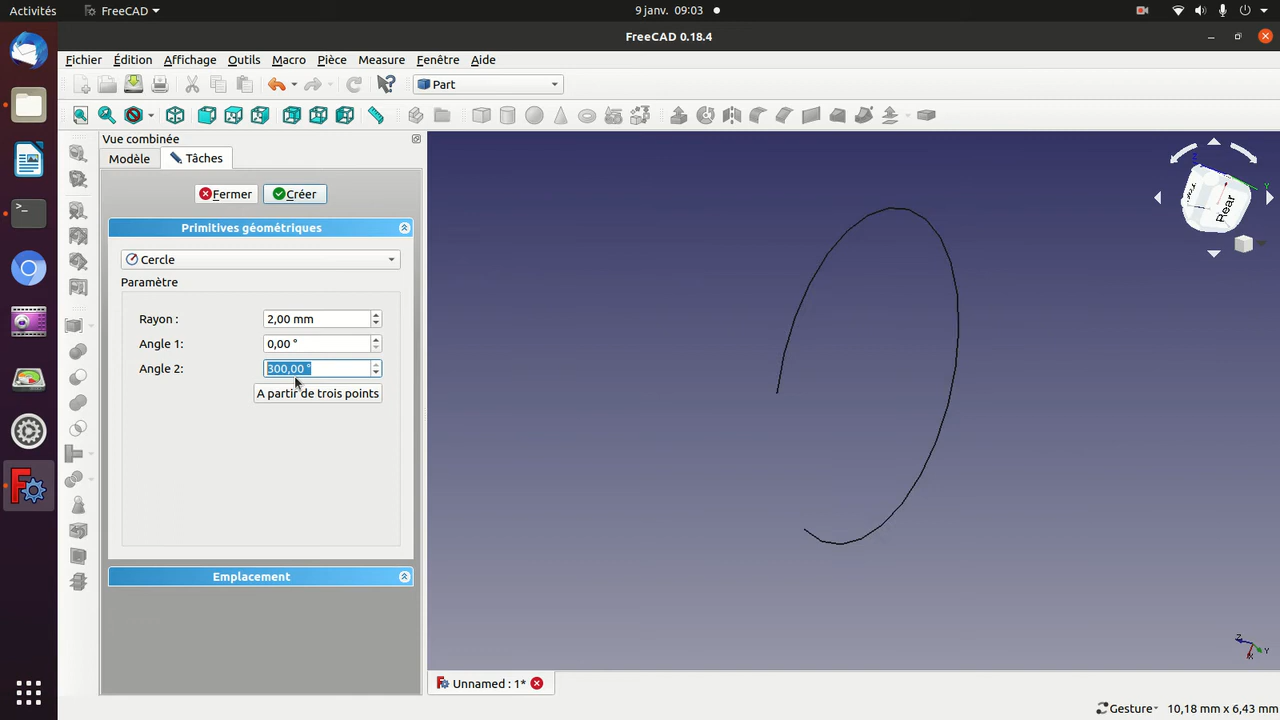 Activités
FreeCAD
9 janv. 09:03
FreeCAD 0.18.4
Fichier Édition Affichage Outils Macro Pièce Mesure Fenêtre Aide
Part
Vue combinée
Modèle Tâches
Fermer Créer
Primitives géométriques
Cercle
Paramètre
Rayon : 2,00 mm
Angle 1: 0,00 °
Angle 2: 300,00 °
A partir de trois points
Emplacement
Rear
Z
Y
Z
Y
X
Unnamed : 1*
Gesture 10,18 mm x 6,43 mm